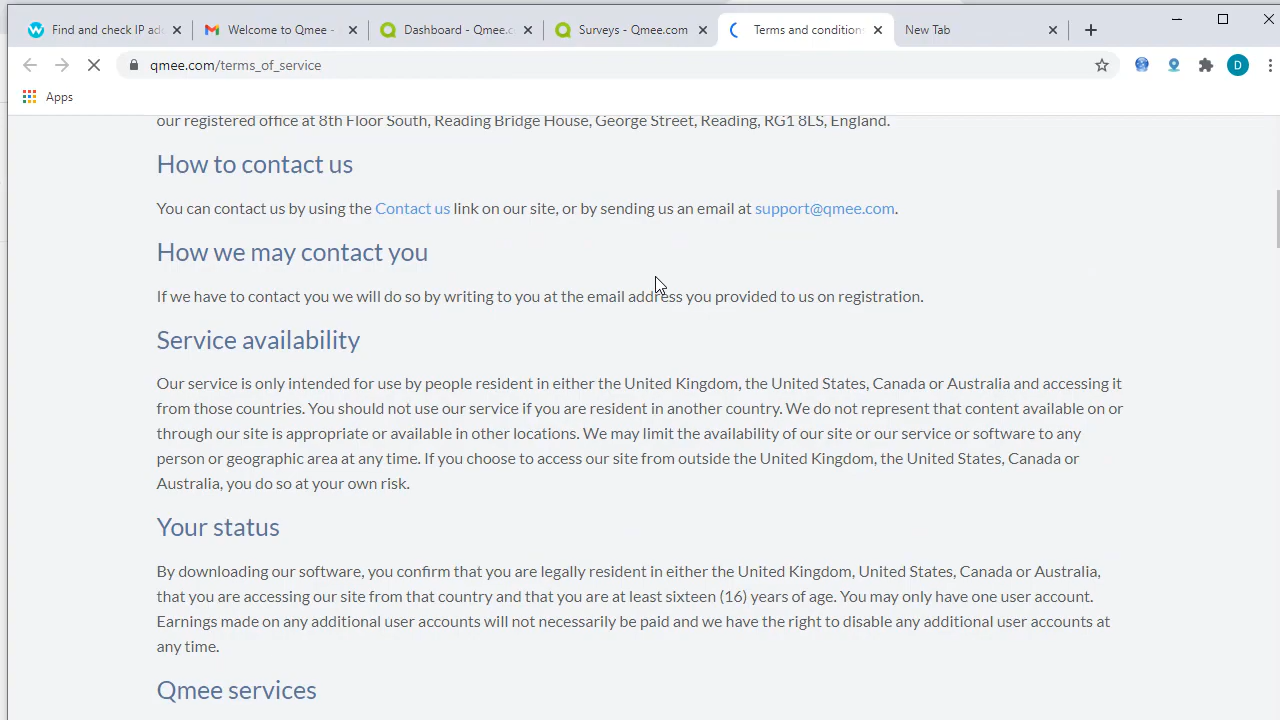 Find and check IP ad
Welcome to Qmee -
Dashboard - Qmee.c
Surveys - Qmee.com
Terms and condition
New Tab
qmee.com/terms_of_service
D
Apps
our registered office at 8th Floor South, Reading Bridge House, George Street, Reading, RG1 8LS, England.
How to contact us
You can contact us by using the Contact us link on our site, or by sending us an email at support@qmee.com.
How we may contact you
If we have to contact you we will do so by writing to you at the email address you provided to us on registration.
Service availability
Our service is only intended for use by people resident in either the United Kingdom, the United States, Canada or Australia and accessing it
from those countries. You should not use our service if you are resident in another country. We do not represent that content available on or
through our site is appropriate or available in other locations. We may limit the availability of our site or our service or software to any
person or geographic area at any time. If you choose to access our site from outside the United Kingdom, the United States, Canada or
Australia, you do so at your own risk.
Your status
By downloading our software, you confirm that you are legally resident in either the United Kingdom, United States, Canada or Australia,
that you are accessing our site from that country and that you are at least sixteen (16) years of age. You may only have one user account.
Earnings made on any additional user accounts will not necessarily be paid and we have the right to disable any additional user accounts at
any time.
Qmee services